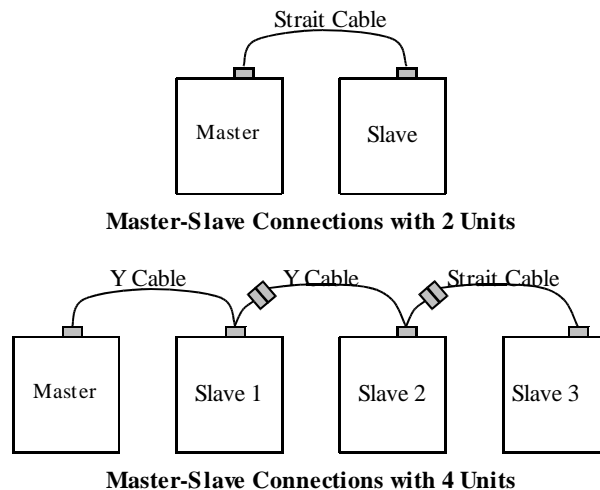 Strait Cable
Master Slave
Master-Slave Connections with 2 Units
Y Cable Y Cable Strait Cable
Master Slave 1 Slave 2 Slave 3
Master-Slave Connections with 4 Units